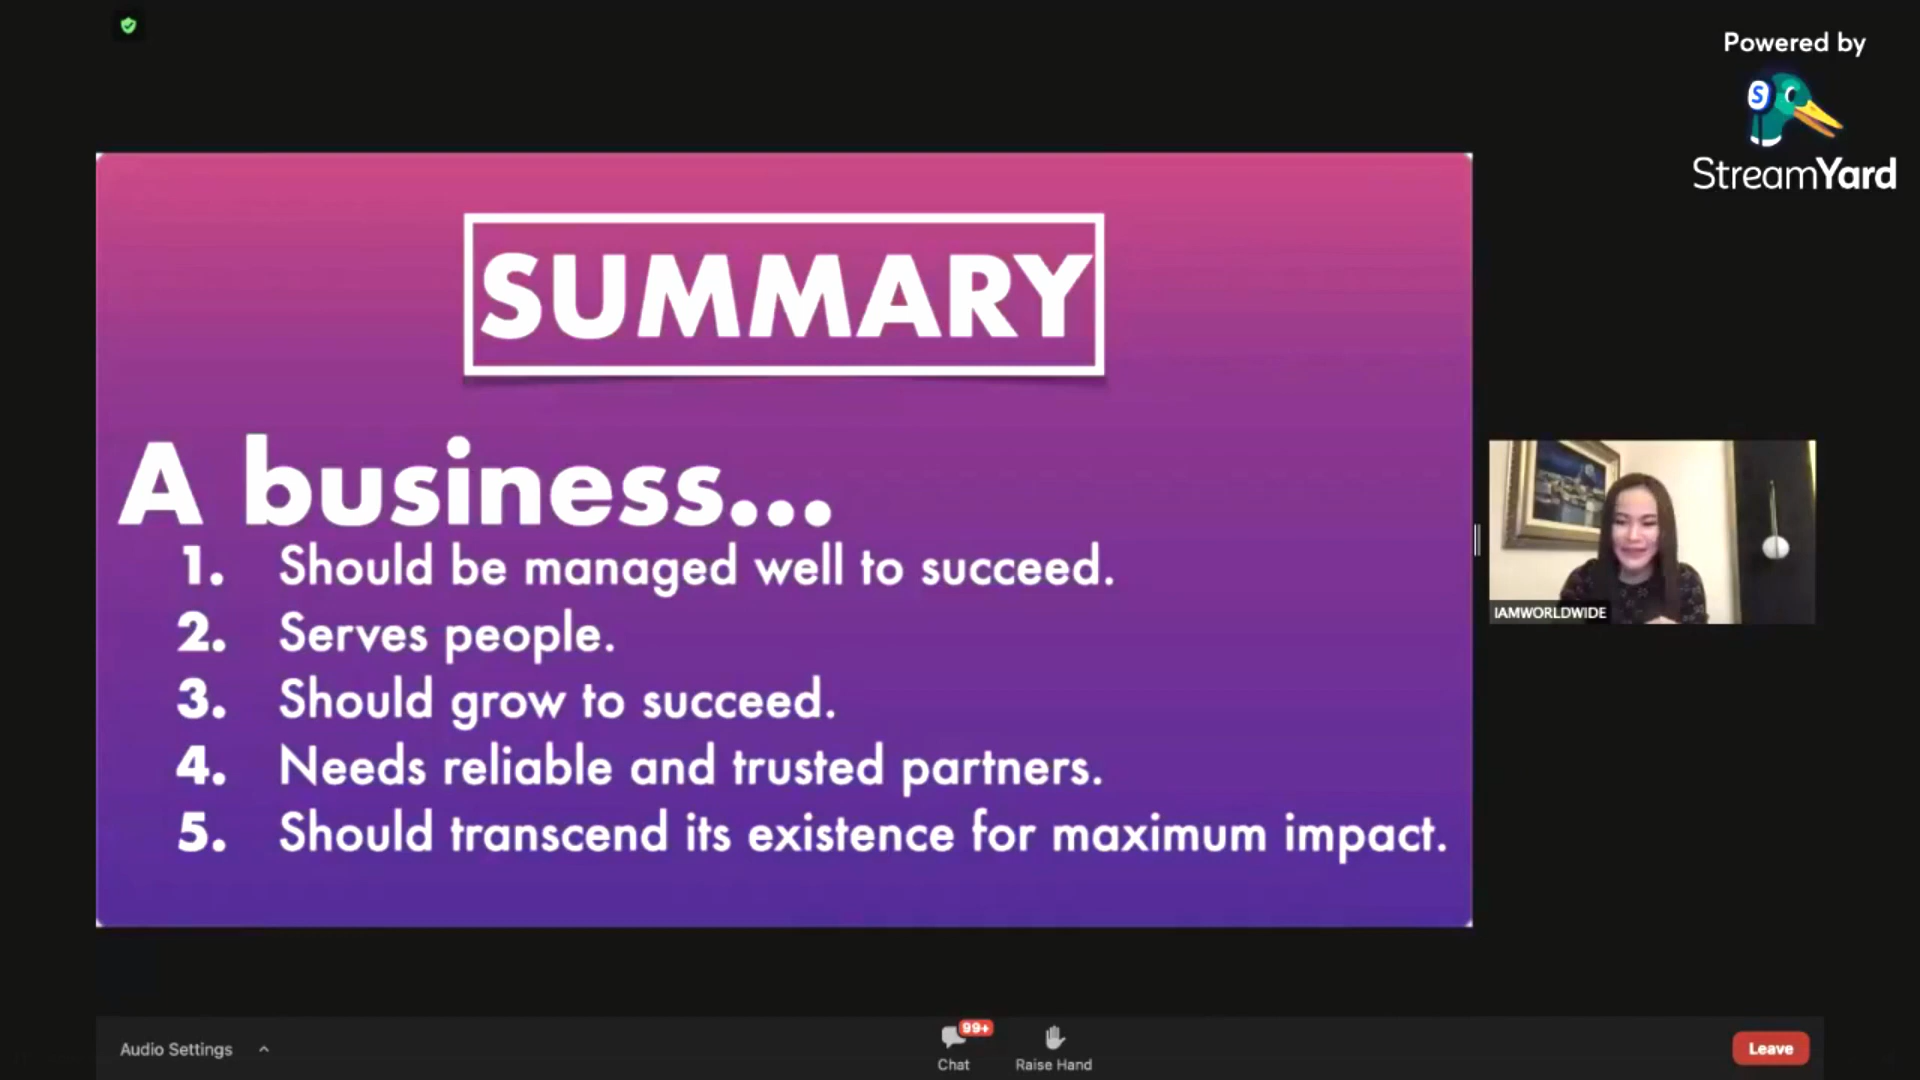 Powered by
S
StreamYard
SUMMARY
A business...
1. Should be managed well to succeed.
2. Serves people.
3. Should grow to succeed.
4. Needs reliable and trusted partners.
5. Should transcend its existence for maximum impact.
IAMWORLDWIDE
Audio Settings
99+
Chat
Raise Hand
Leave